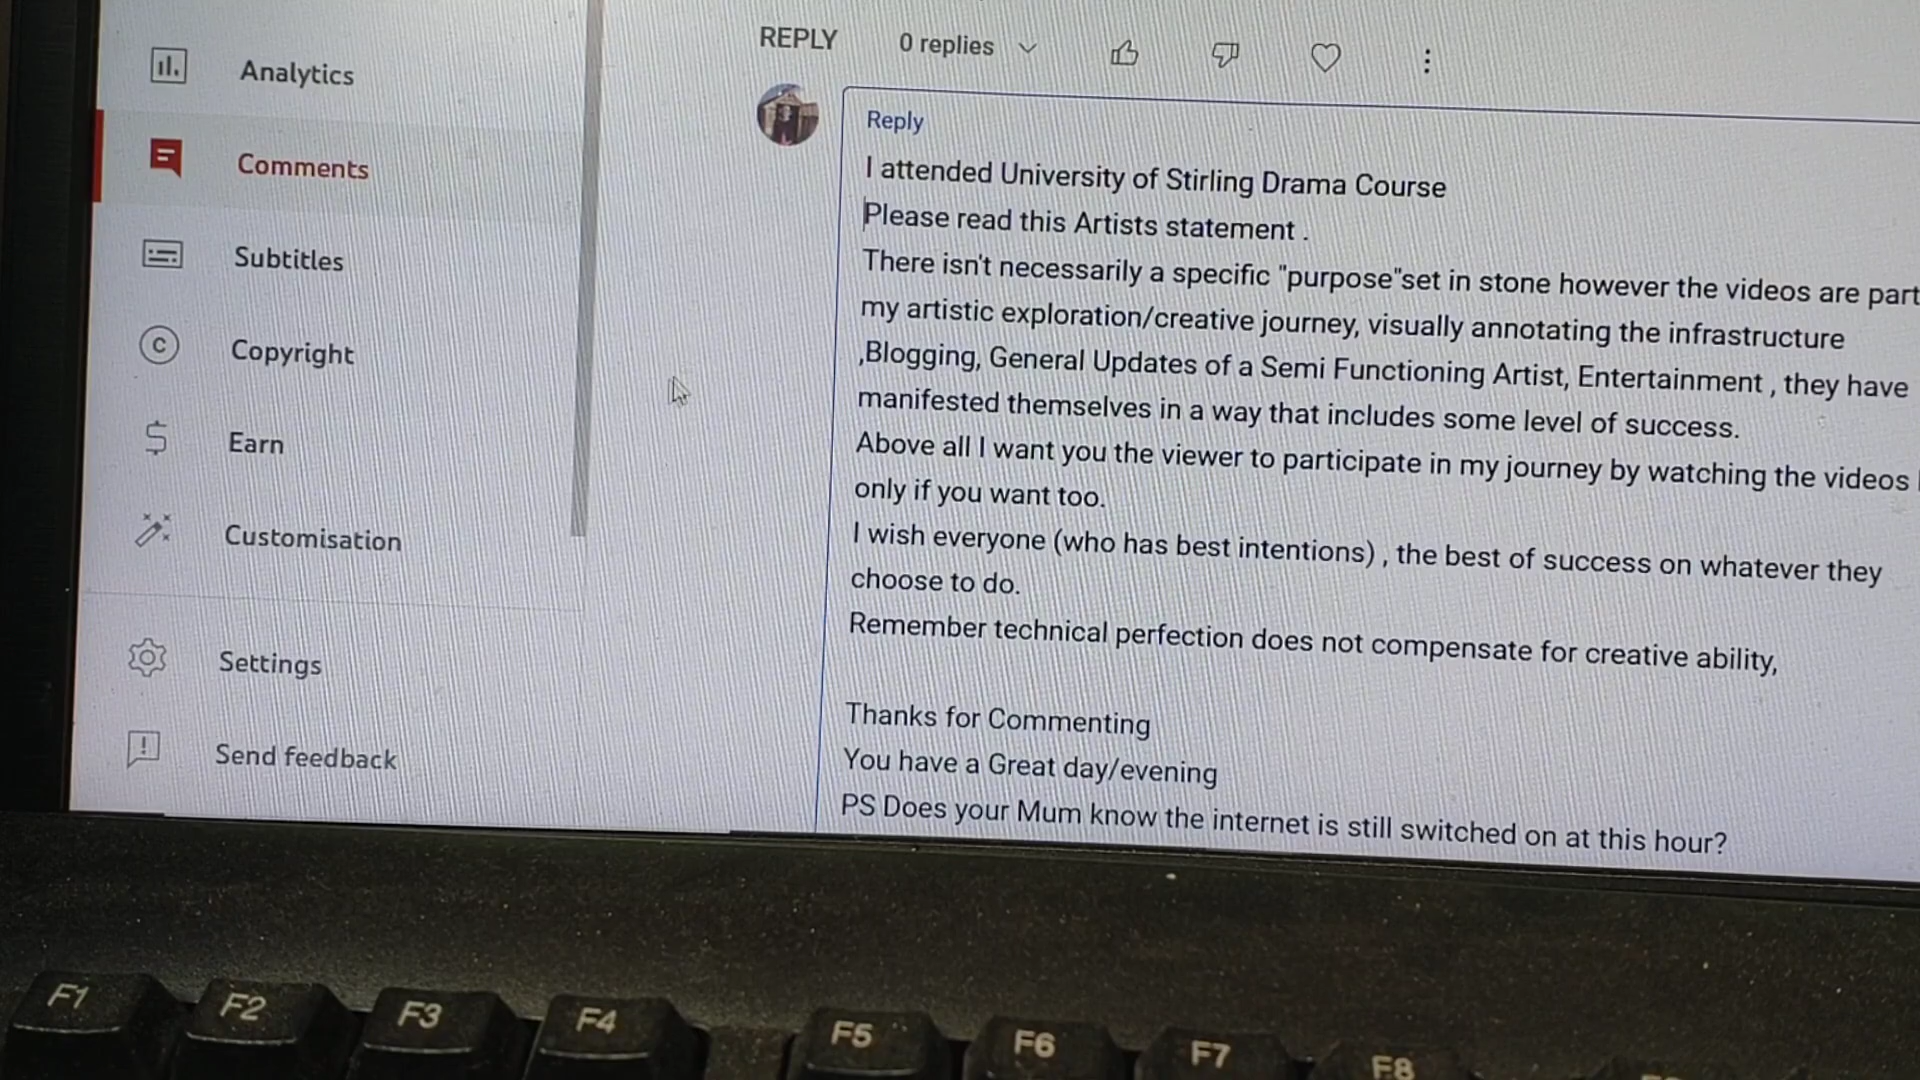 Analytics
Comments
Subtitles
Copyright
Earn
Customisation
Settings
Send feedback
REPLY 0 replies
Reply
I attended University of Stirling Drama Course
Please read this Artists statement .
There isn't necessarily a specific "purpose"set in stone however the videos are part
my artistic exploration/creative journey, visually annotating the infrastructure
,Blogging, General Updates of a Semi Functioning Artist, Entertainment , they have
manifested themselves in a way that includes some level of success.
Above all I want you the viewer to participate in my journey by watching the videos
only if you want too.
I wish everyone (who has best intentions) , the best of success on whatever they
choose to do.
Remember technical perfection does not compensate for creative ability,
Thanks for Commenting
You have a Great day/evening
PS Does your Mum know the internet is still switched on at this hour?
F1 F2 F3 F4 F5 F6 F7 F8